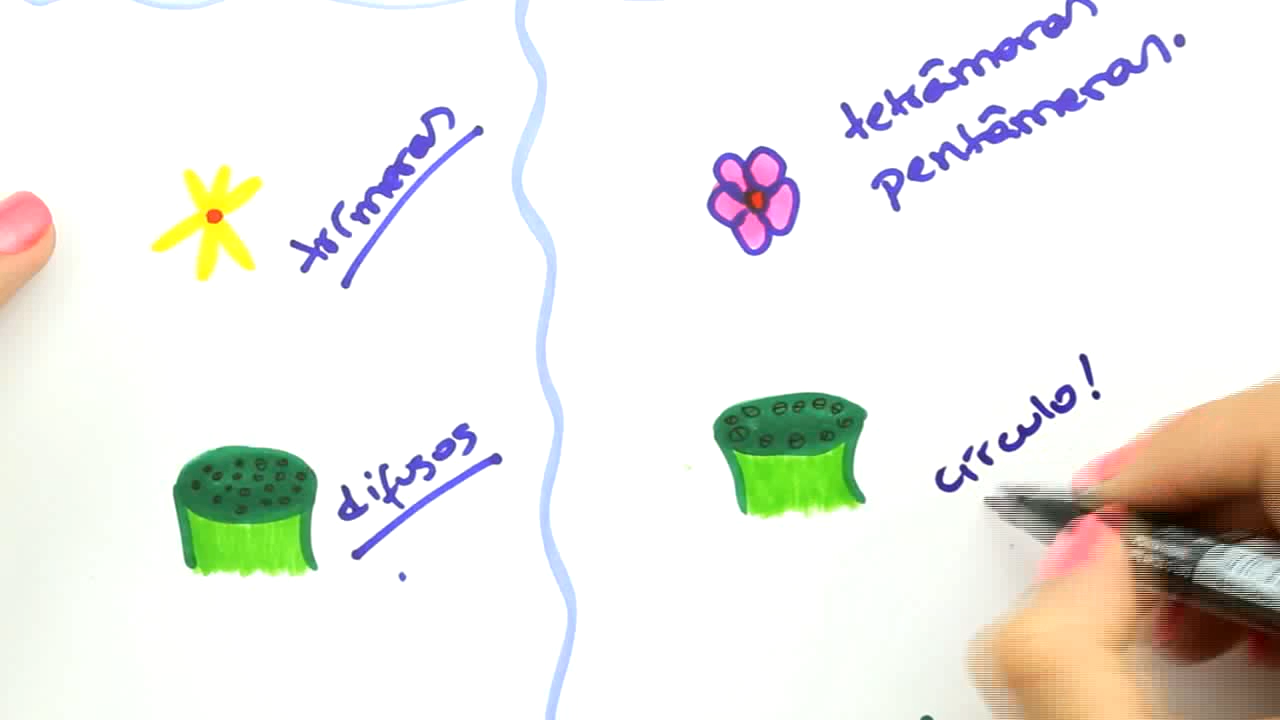 trímeras
difusos
tetrâmeras
pentâmeras.
círculo!